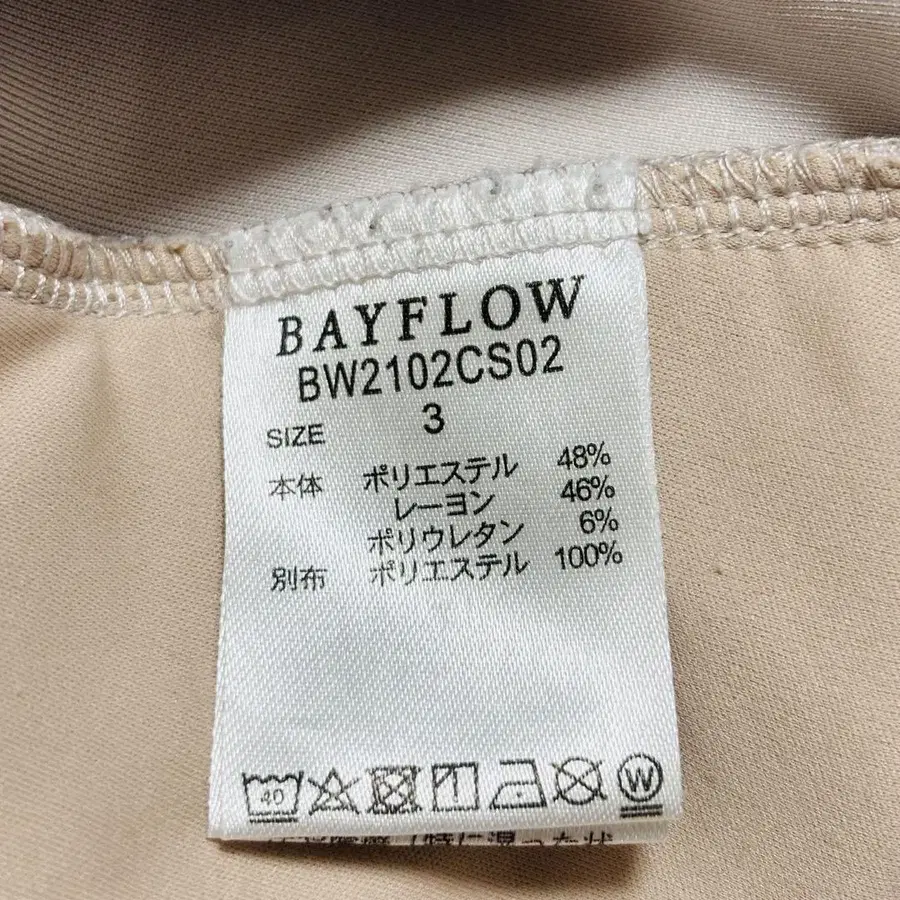 BAYFLOW
BW2102CS02
SIZE 3
本体 ポリエステル 48%
レーヨン 46%
ポリウレタン 6%
別布 ポリエステル 100%
40
W